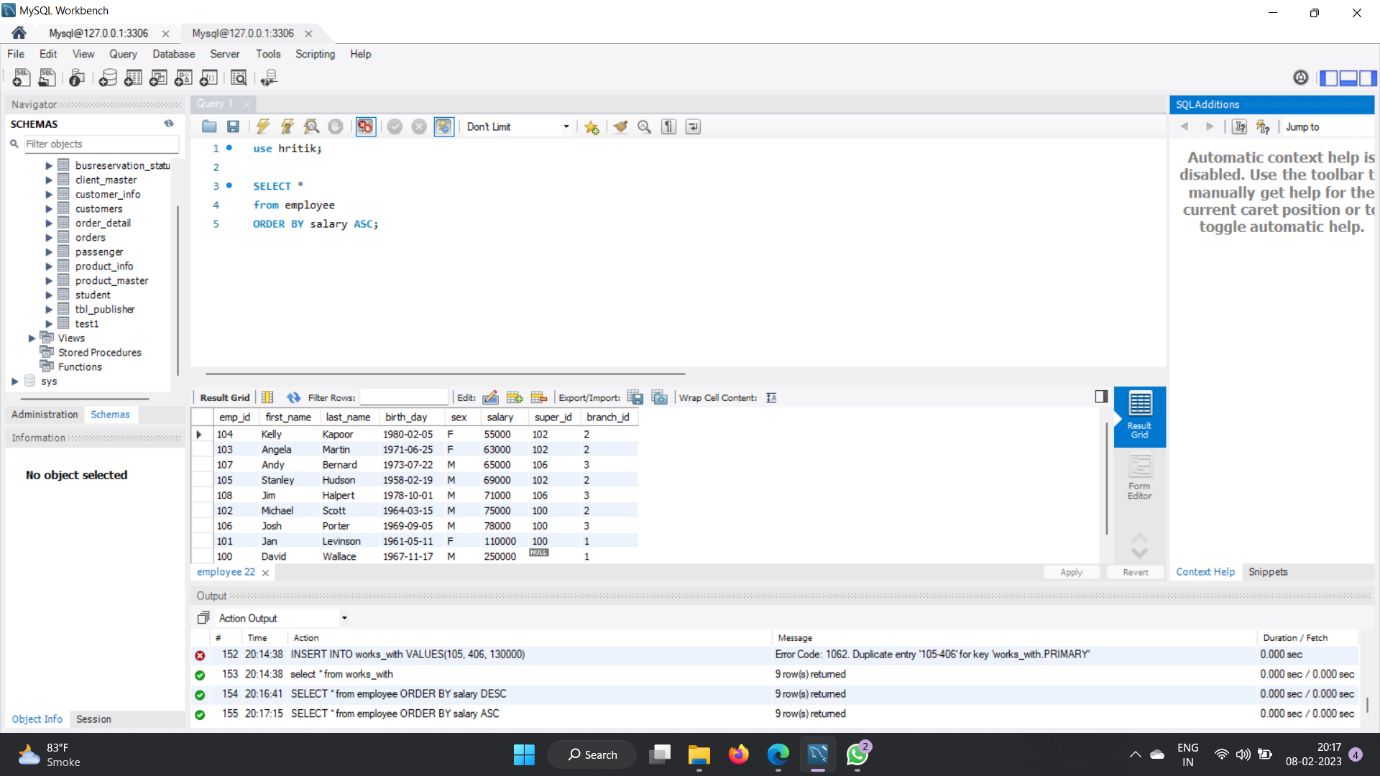 MySQL Workbench
Mysql@127.0.0.1:3306 × Mysql@127.0.0.1:3306 ×
File Edit View Query Database Server Tools Scripting Help
Navigator
SCHEMAS
Filter objects
busreservation_statu
client_master
customer_info
customers
order_detail
orders
passenger
product_info
product_master
student
tbl_publisher
test1
Views
Stored Procedures
Functions
sys
Administration Schemas
Information
No object selected
Object Info Session
Query 1 ×
Don't Limit
1 use hritik;
2
3 SELECT *
4 from employee
5 ORDER BY salary ASC;
Result Grid Filter Rows: Edit: Export/Import: Wrap Cell Content:
emp_id first_name last_name birth_day sex salary super_id branch_id
104 Kelly Kapoor 1980-02-05 F 55000 102 2
103 Angela Martin 1971-06-25 F 63000 102 2
107 Andy Bernard 1973-07-22 M 65000 106 3
105 Stanley Hudson 1958-02-19 M 69000 102 2
108 Jim Halpert 1978-10-01 M 71000 106 3
102 Michael Scott 1964-03-15 M 75000 100 2
106 Josh Porter 1969-09-05 M 78000 100 3
101 Jan Levinson 1961-05-11 F 110000 100 1
100 David Wallace 1967-11-17 M 250000 NULL 1
Result
Grid
Form
Editor
employee 22 × Apply Revert
SQLAdditions
Jump to
Automatic context help is
disabled. Use the toolbar t
manually get help for the
current caret position or to
toggle automatic help.
Context Help Snippets
Output
Action Output
# Time Action Message Duration / Fetch
152 20:14:38 INSERT INTO works_with VALUES(105, 406, 130000) Error Code: 1062. Duplicate entry '105-406' for key 'works_with.PRIMARY' 0.000 sec
153 20:14:38 select * from works_with 9 row(s) returned 0.000 sec / 0.000 sec
154 20:16:41 SELECT * from employee ORDER BY salary DESC 9 row(s) returned 0.000 sec / 0.000 sec
155 20:17:15 SELECT * from employee ORDER BY salary ASC 9 row(s) returned 0.000 sec / 0.000 sec
83°F
Smoke
Search
2
ENG
IN
20:17
08-02-2023
4